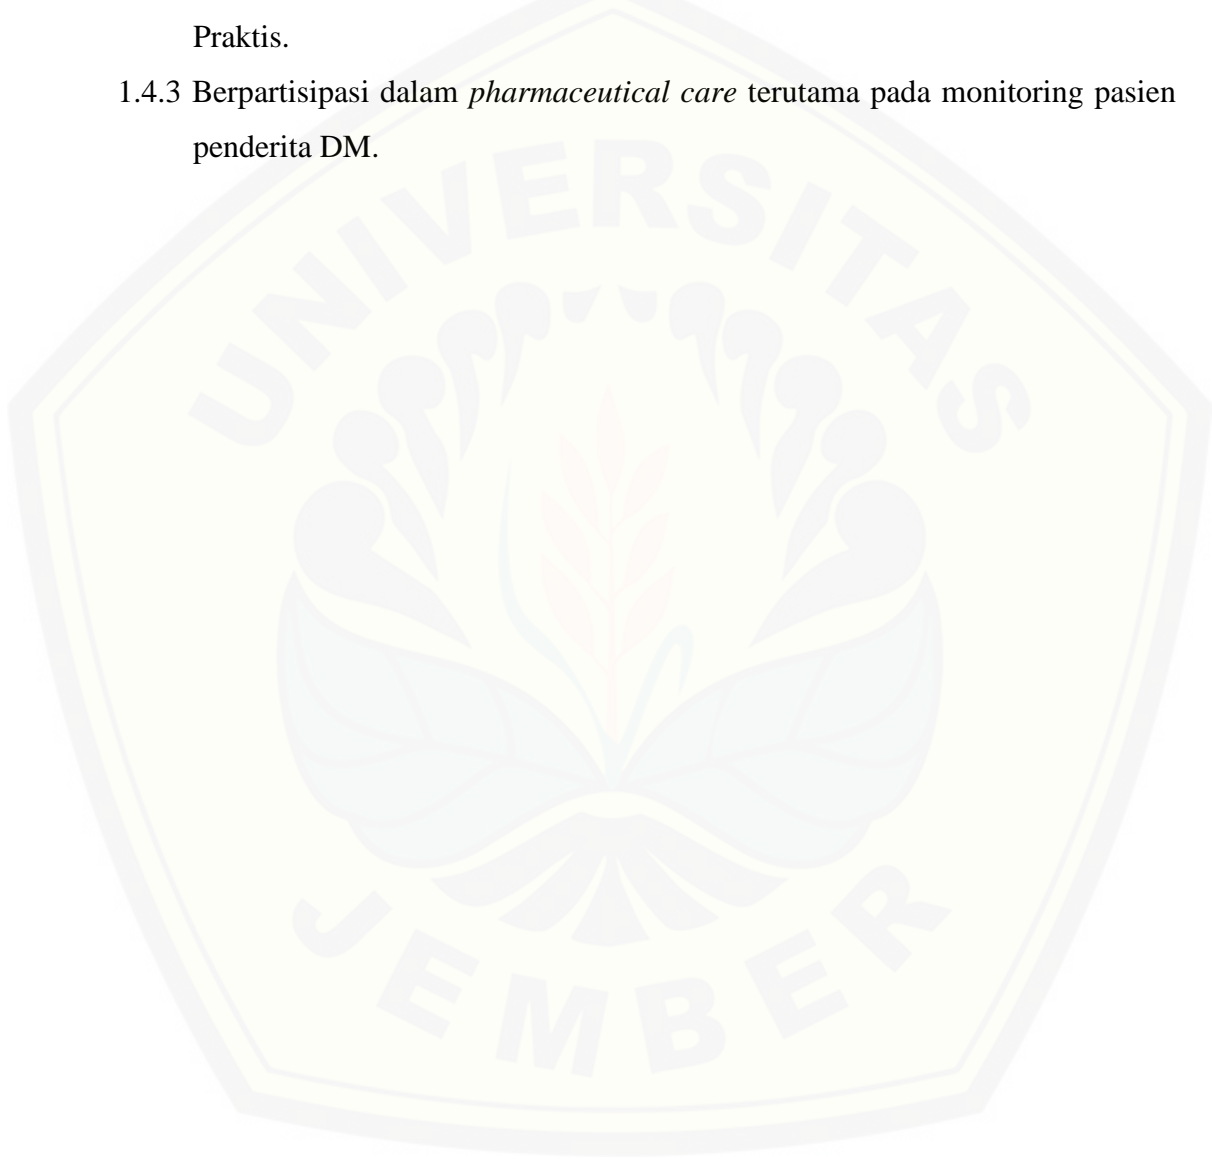 Praktis.
1.4.3 Berpartisipasi dalam pharmaceutical care terutama pada monitoring pasien
penderita DM.
UNIVERSITAS
JEMBER